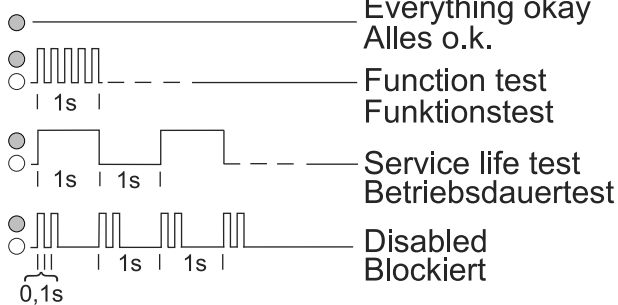 Everything okay
Alles o.k.
Function test
1s
Funktionstest
Service life test
1s 1s
Betriebsdauertest
Disabled
1s 1s
Blockiert
0,1s